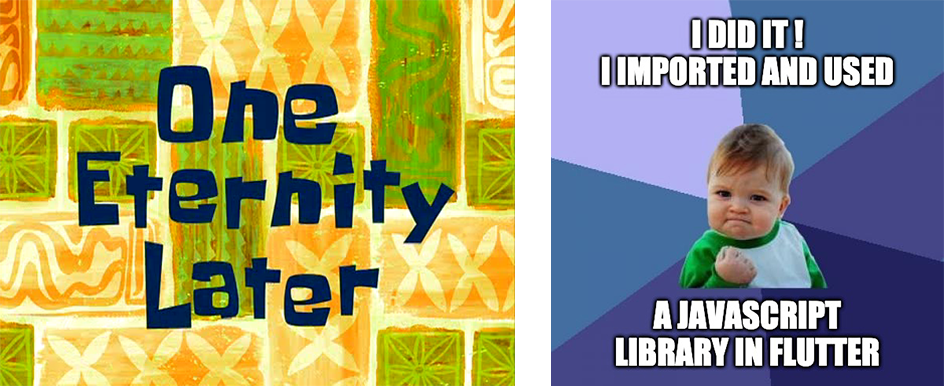 One
Eternity
Later
I DID IT !
I IMPORTED AND USED
A JAVASCRIPT
LIBRARY IN FLUTTER